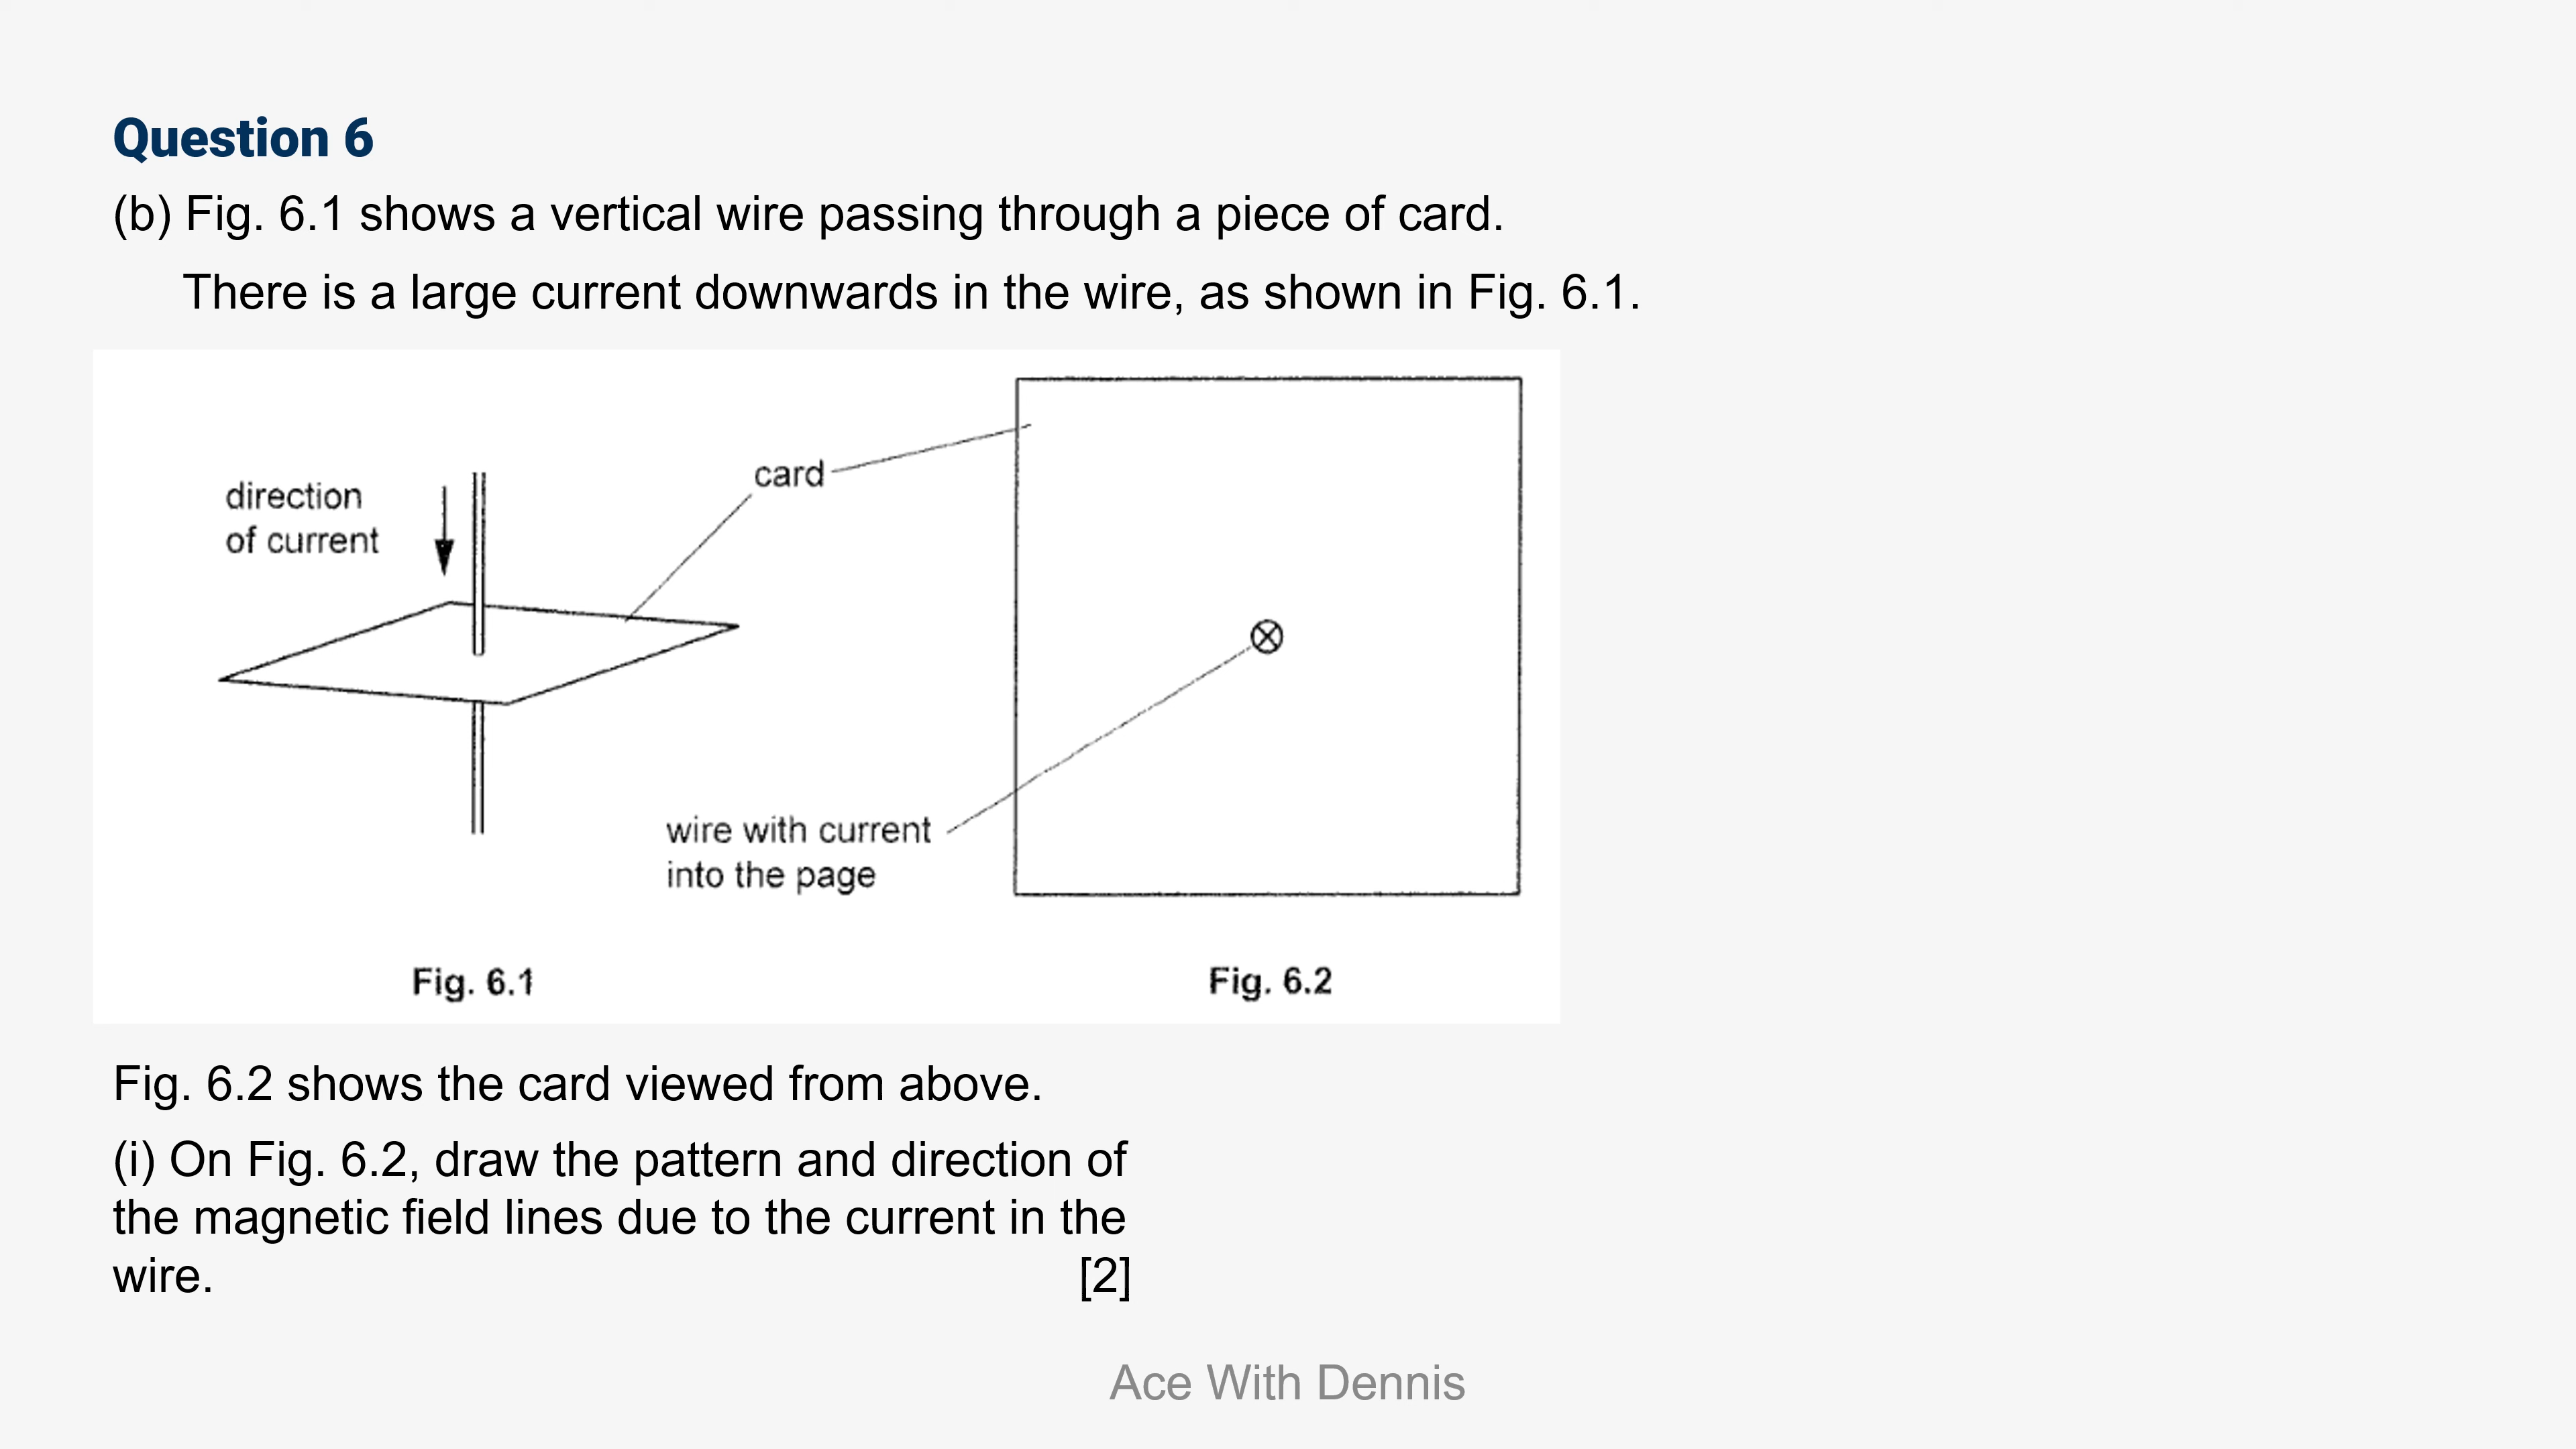 Question 6
(b) Fig. 6.1 shows a vertical wire passing through a piece of card.
There is a large current downwards in the wire, as shown in Fig. 6.1.
card
direction
of current
wire with current
into the page
Fig. 6.1
Fig. 6.2
Fig. 6.2 shows the card viewed from above.
(i) On Fig. 6.2, draw the pattern and direction of
the magnetic field lines due to the current in the
wire. [2]
Ace With Dennis